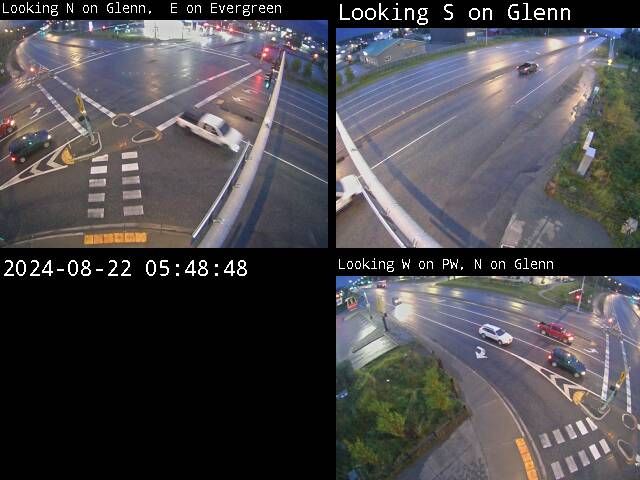 Looking N on Glenn,  E on Evergreen
Looking S on Glenn
2024-08-22 05:48:48
Looking W on PW, N on Glenn